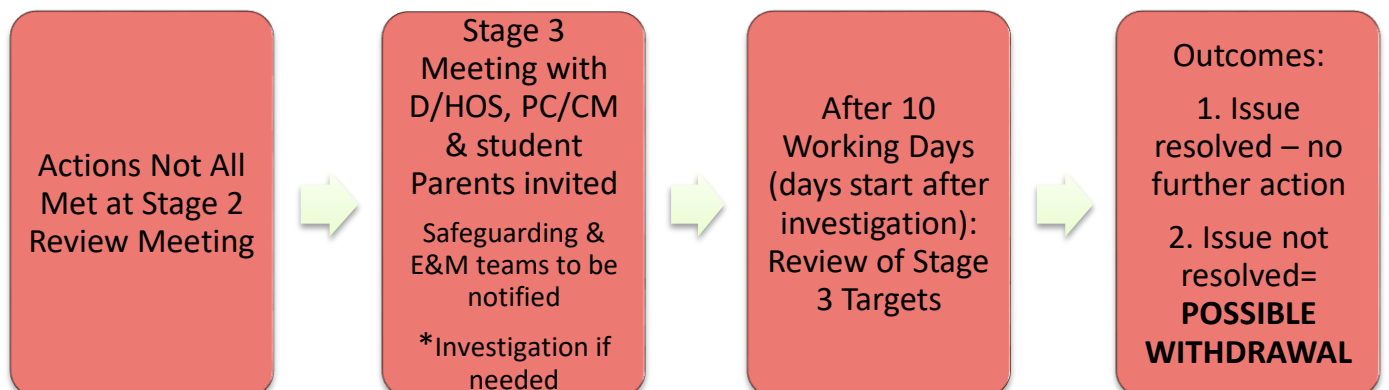 Actions Not All
Met at Stage 2
Review Meeting
Stage 3
Meeting with
D/HOS, PC/CM
& student
Parents invited
Safeguarding &
E&M teams to be
notified
*Investigation if
needed
After 10
Working Days
(days start after
investigation):
Review of Stage
3 Targets
Outcomes:
1. Issue
resolved – no
further action
2. Issue not
resolved=
POSSIBLE
WITHDRAWAL